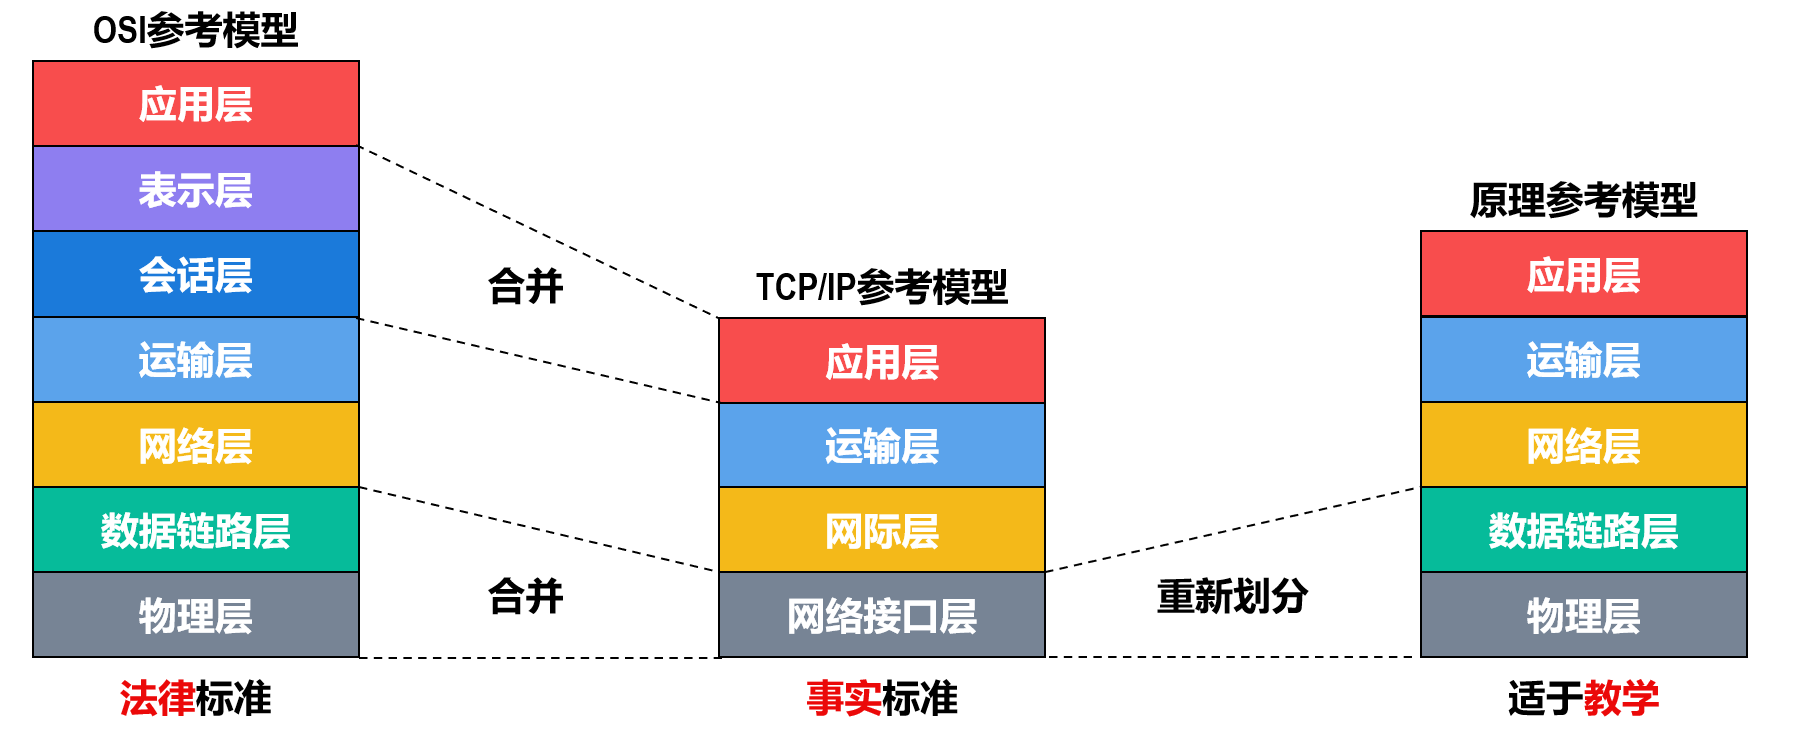 OSI参考模型
应用层
表示层
会话层
运输层
网络层
数据链路层
物理层
法律标准
合并
合并
TCP/IP参考模型
应用层
运输层
网际层
网络接口层
事实标准
重新划分
原理参考模型
应用层
运输层
网络层
数据链路层
物理层
适于教学